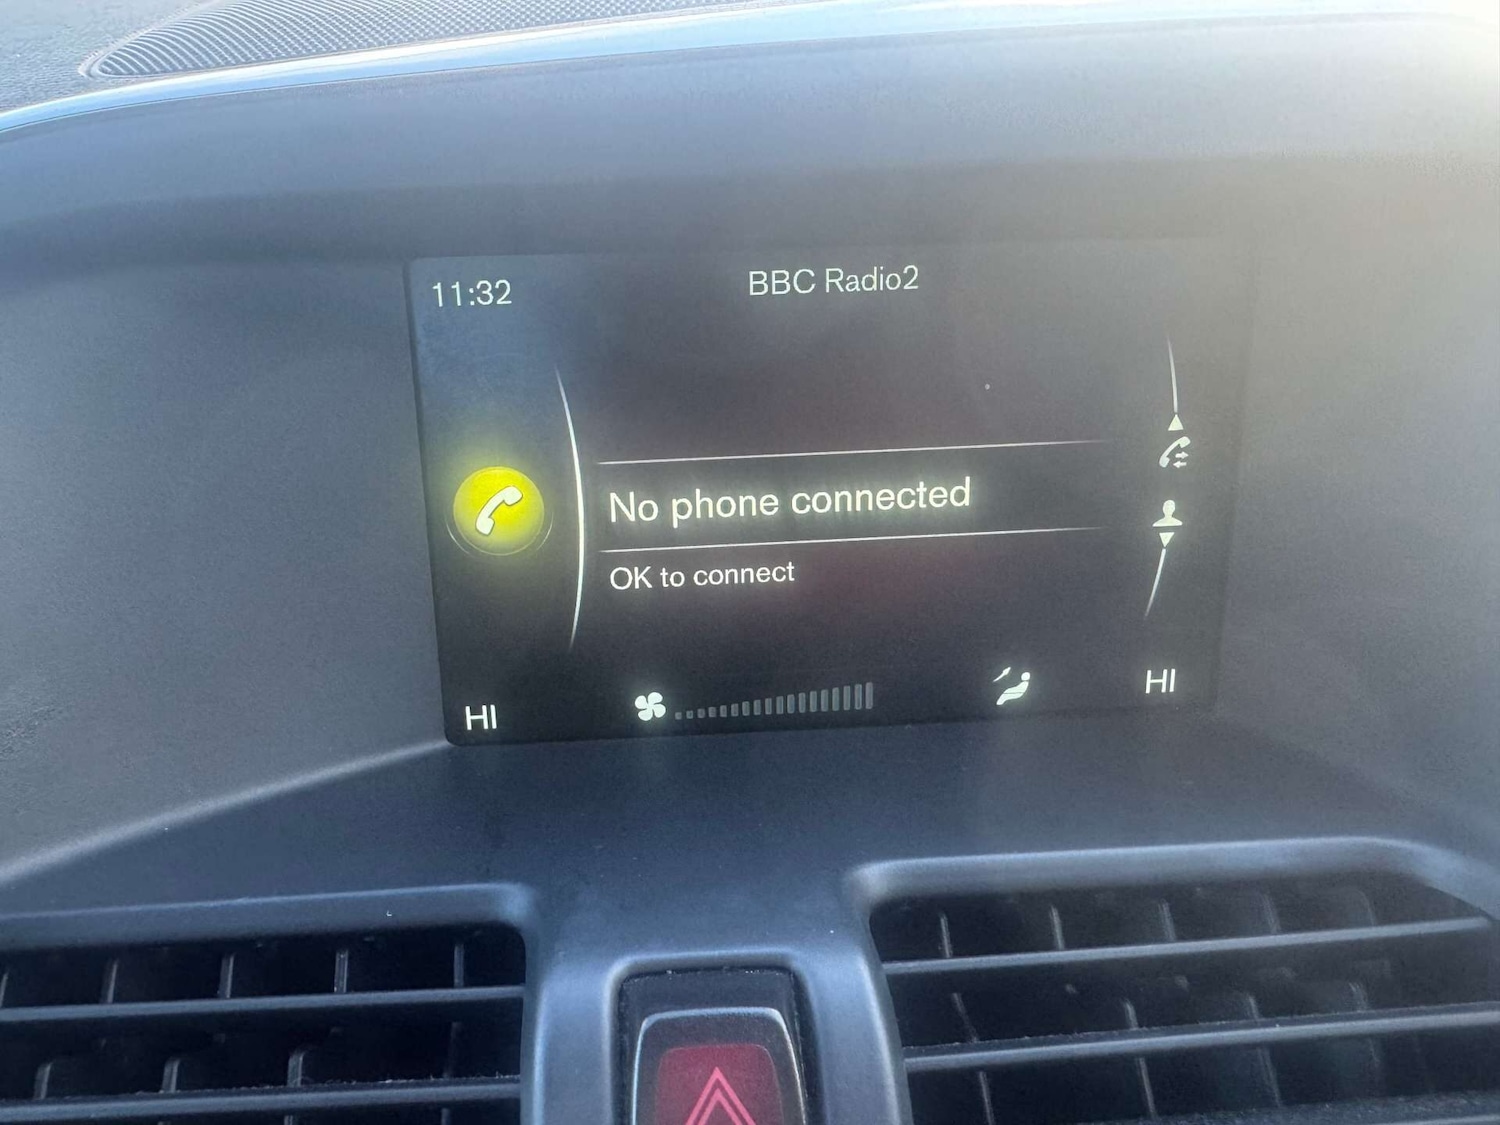 11:32
BBC Radio2
No phone connected
OK to connect
HI
HI